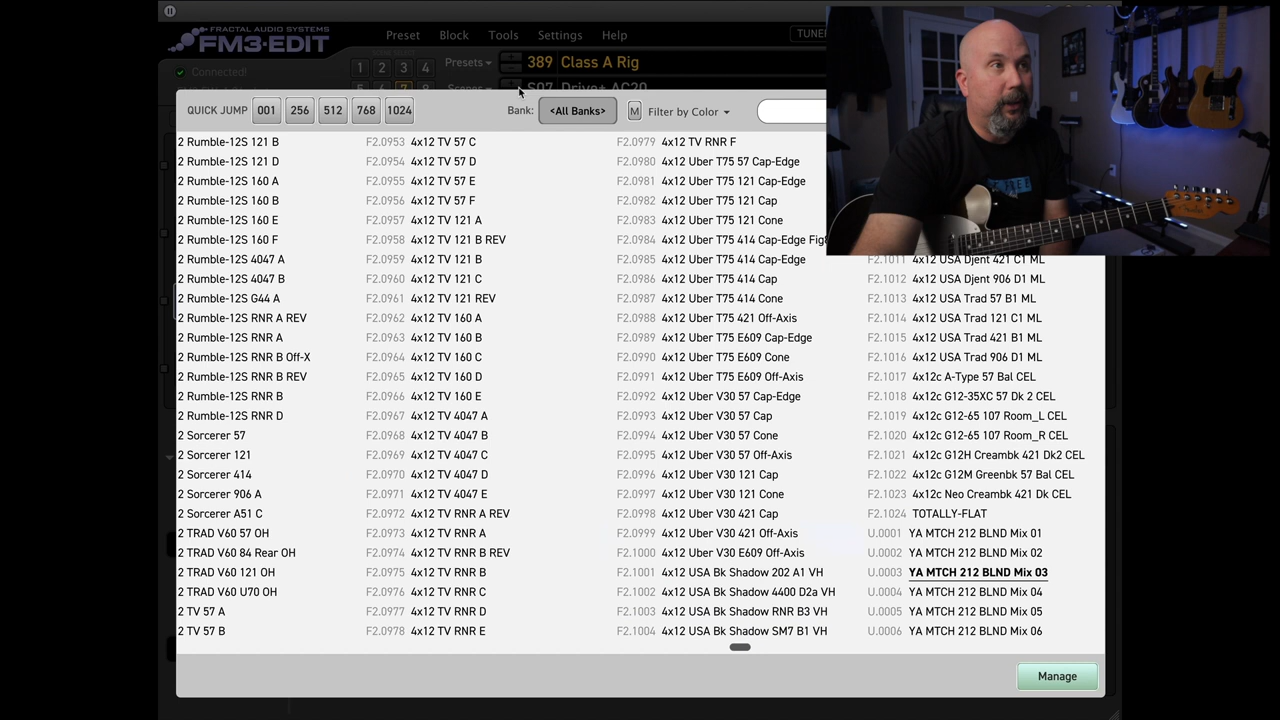 FRACTAL AUDIO SYSTEMS
FM3-EDIT
Preset Block Tools Settings Help
TUNE
Connected!
1 2 3 4
Presets
389 Class A Rig
Scenes
S07 Drive+ AC20
QUICK JUMP 001 256 512 768 1024
Bank: <All Banks> M Filter by Color
2 Rumble-12S 121 B
2 Rumble-12S 121 D
2 Rumble-12S 160 A
2 Rumble-12S 160 B
2 Rumble-12S 160 E
2 Rumble-12S 160 F
2 Rumble-12S 4047 A
2 Rumble-12S 4047 B
2 Rumble-12S G44 A
2 Rumble-12S RNR A REV
2 Rumble-12S RNR A
2 Rumble-12S RNR B Off-X
2 Rumble-12S RNR B REV
2 Rumble-12S RNR B
2 Rumble-12S RNR D
2 Sorcerer 57
2 Sorcerer 121
2 Sorcerer 414
2 Sorcerer 906 A
2 Sorcerer A51 C
2 TRAD V60 57 OH
2 TRAD V60 84 Rear OH
2 TRAD V60 121 OH
2 TRAD V60 U70 OH
2 TV 57 A
2 TV 57 B
F2.0953 4x12 TV 57 C
F2.0954 4x12 TV 57 D
F2.0955 4x12 TV 57 E
F2.0956 4x12 TV 57 F
F2.0957 4x12 TV 121 A
F2.0958 4x12 TV 121 B REV
F2.0959 4x12 TV 121 B
F2.0960 4x12 TV 121 C
F2.0961 4x12 TV 121 REV
F2.0962 4x12 TV 160 A
F2.0963 4x12 TV 160 B
F2.0964 4x12 TV 160 C
F2.0965 4x12 TV 160 D
F2.0966 4x12 TV 160 E
F2.0967 4x12 TV 4047 A
F2.0968 4x12 TV 4047 B
F2.0969 4x12 TV 4047 C
F2.0970 4x12 TV 4047 D
F2.0971 4x12 TV 4047 E
F2.0972 4x12 TV RNR A REV
F2.0973 4x12 TV RNR A
F2.0974 4x12 TV RNR B REV
F2.0975 4x12 TV RNR B
F2.0976 4x12 TV RNR C
F2.0977 4x12 TV RNR D
F2.0978 4x12 TV RNR E
F2.0979 4x12 TV RNR F
F2.0980 4x12 Uber T75 57 Cap-Edge
F2.0981 4x12 Uber T75 121 Cap-Edge
F2.0982 4x12 Uber T75 121 Cap
F2.0983 4x12 Uber T75 121 Cone
F2.0984 4x12 Uber T75 414 Cap-Edge Fig8
F2.0985 4x12 Uber T75 414 Cap-Edge
F2.0986 4x12 Uber T75 414 Cap
F2.0987 4x12 Uber T75 414 Cone
F2.0988 4x12 Uber T75 421 Off-Axis
F2.0989 4x12 Uber T75 E609 Cap-Edge
F2.0990 4x12 Uber T75 E609 Cone
F2.0991 4x12 Uber T75 E609 Off-Axis
F2.0992 4x12 Uber V30 57 Cap-Edge
F2.0993 4x12 Uber V30 57 Cap
F2.0994 4x12 Uber V30 57 Cone
F2.0995 4x12 Uber V30 57 Off-Axis
F2.0996 4x12 Uber V30 121 Cap
F2.0997 4x12 Uber V30 121 Cone
F2.0998 4x12 Uber V30 421 Cap
F2.0999 4x12 Uber V30 421 Off-Axis
F2.1000 4x12 Uber V30 E609 Off-Axis
F2.1001 4x12 USA Bk Shadow 202 A1 VH
F2.1002 4x12 USA Bk Shadow 4400 D2a VH
F2.1003 4x12 USA Bk Shadow RNR B3 VH
F2.1004 4x12 USA Bk Shadow SM7 B1 VH
F2.1011 4x12 USA Djent 421 C1 ML
F2.1012 4x12 USA Djent 906 D1 ML
F2.1013 4x12 USA Trad 57 B1 ML
F2.1014 4x12 USA Trad 121 C1 ML
F2.1015 4x12 USA Trad 421 B1 ML
F2.1016 4x12 USA Trad 906 D1 ML
F2.1017 4x12c A-Type 57 Bal CEL
F2.1018 4x12c G12-35XC 57 Dk 2 CEL
F2.1019 4x12c G12-65 107 Room_L CEL
F2.1020 4x12c G12-65 107 Room_R CEL
F2.1021 4x12c G12H Creambk 421 Dk2 CEL
F2.1022 4x12c G12M Greenbk 57 Bal CEL
F2.1023 4x12c Neo Creambk 421 Dk CEL
F2.1024 TOTALLY-FLAT
U.0001 YA MTCH 212 BLND Mix 01
U.0002 YA MTCH 212 BLND Mix 02
U.0003 YA MTCH 212 BLND Mix 03
U.0004 YA MTCH 212 BLND Mix 04
U.0005 YA MTCH 212 BLND Mix 05
U.0006 YA MTCH 212 BLND Mix 06
Manage